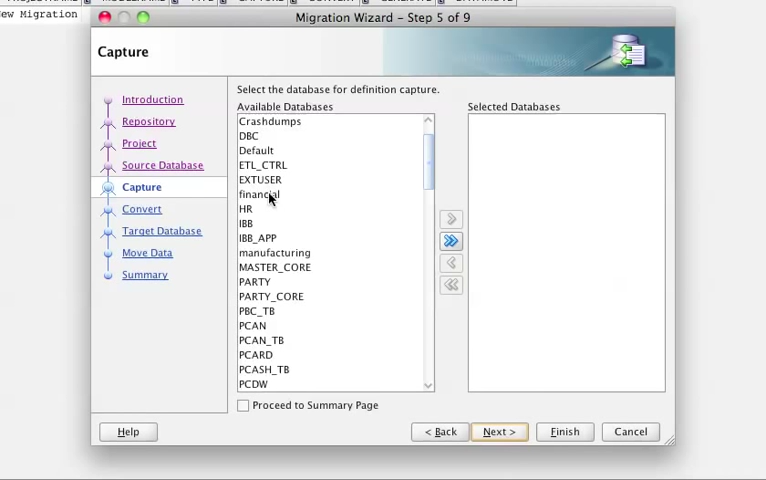 New Migration
Migration Wizard - Step 5 of 9
Capture
Introduction
Repository
Project
Source Database
Capture
Convert
Target Database
Move Data
Summary
Select the database for definition capture.
Available Databases
Crashdumps
DBC
Default
ETL_CTRL
EXTUSER
financial
HR
IBB
IBB_APP
manufacturing
MASTER_CORE
PARTY
PARTY_CORE
PBC_TB
PCAN
PCAN_TB
PCARD
PCASH_TB
PCDW
Selected Databases
Proceed to Summary Page
Help
< Back
Next >
Finish
Cancel